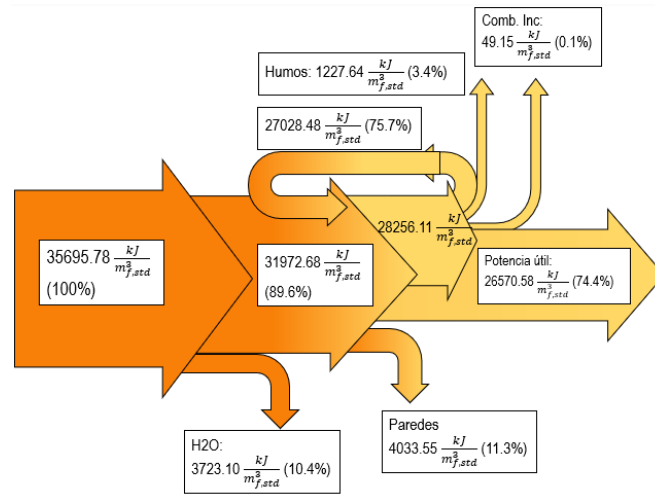 Comb. Inc:
49.15 kJ/m³f,std (0.1%)
Humos: 1227.64 kJ/m³f,std (3.4%)
27028.48 kJ/m³f,std (75.7%)
28256.11 kJ/m³f,std
35695.78 kJ/m³f,std
(100%)
31972.68 kJ/m³f,std
(89.6%)
Potencia útil:
26570.58 kJ/m³f,std (74.4%)
Paredes
4033.55 kJ/m³f,std (11.3%)
H2O:
3723.10 kJ/m³f,std (10.4%)